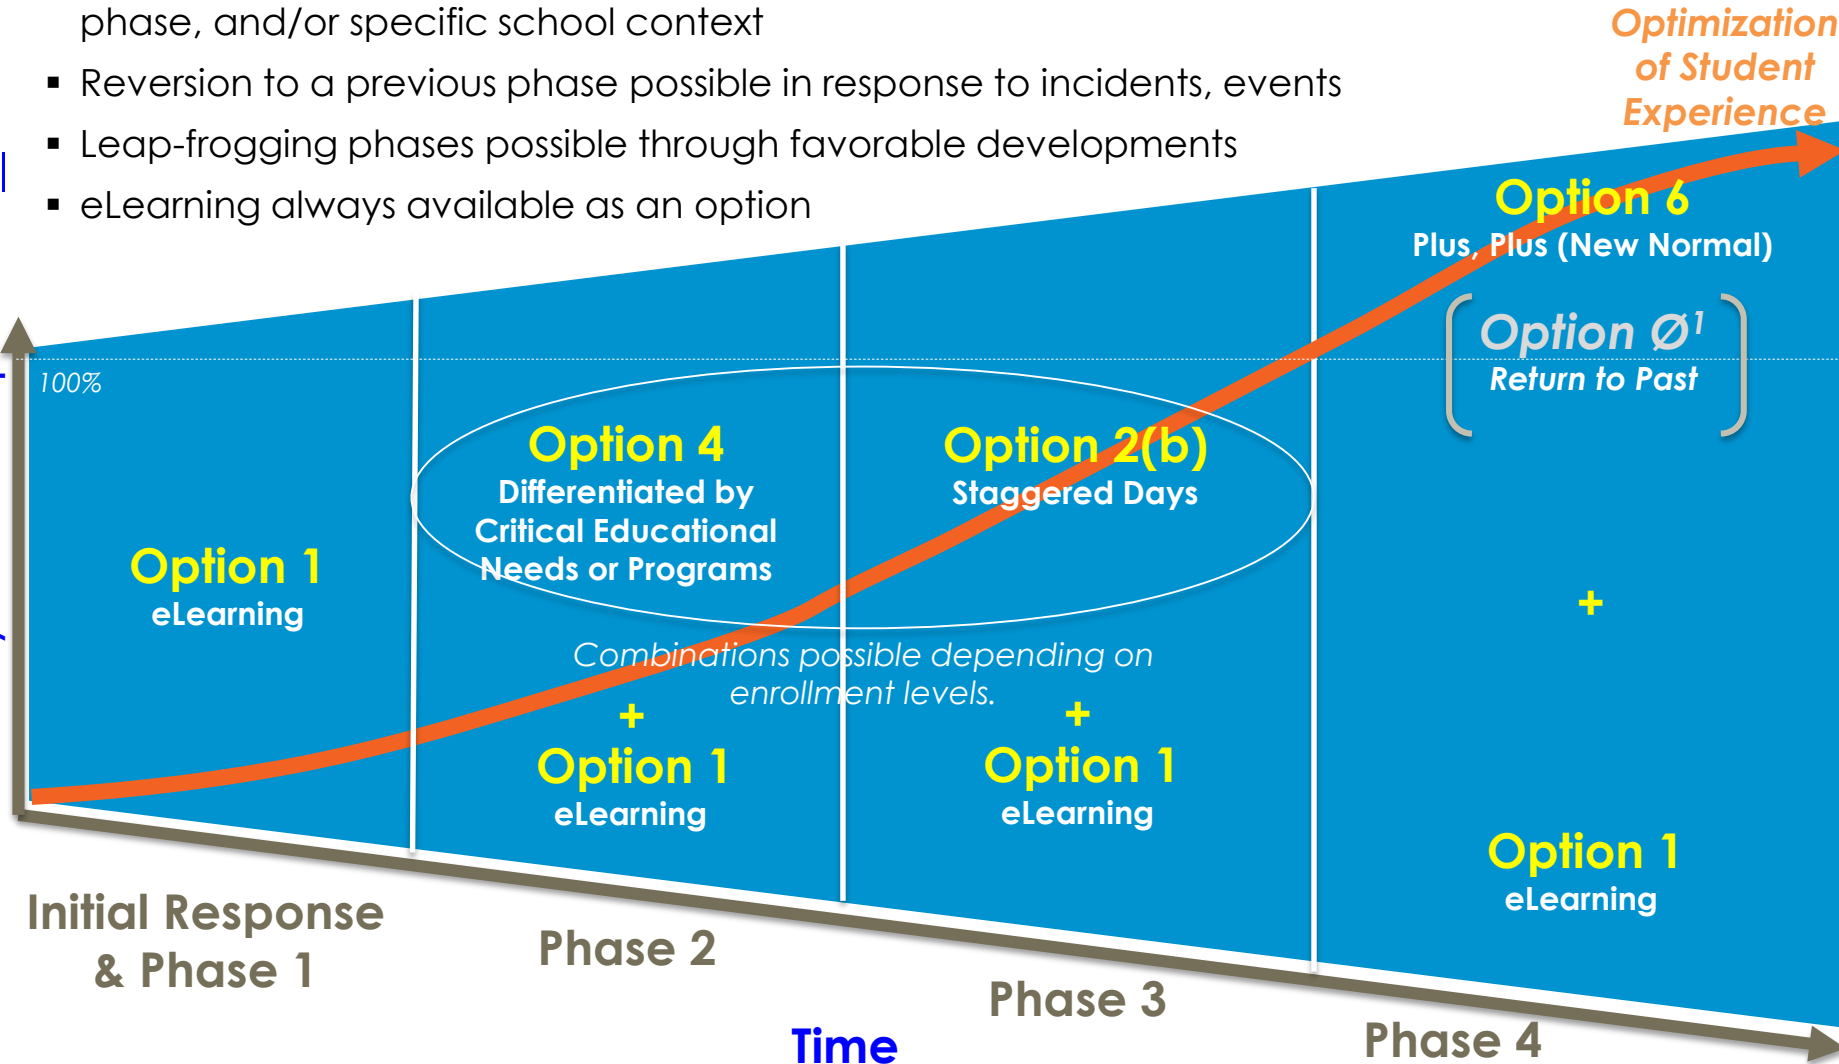 phase, and/or specific school context
▪ Reversion to a previous phase possible in response to incidents, events
▪ Leap-frogging phases possible through favorable developments
▪ eLearning always available as an option
Optimization
of Student
Experience
100%
Option 1
eLearning
Option 4
Differentiated by
Critical Educational
Needs or Programs
Option 2(b)
Staggered Days
Combinations possible depending on
enrollment levels.
+
Option 1
eLearning
+
Option 1
eLearning
Option 6
Plus, Plus (New Normal)
Option Ø¹
Return to Past
+
Option 1
eLearning
Initial Response
& Phase 1
Phase 2
Phase 3
Phase 4
Time